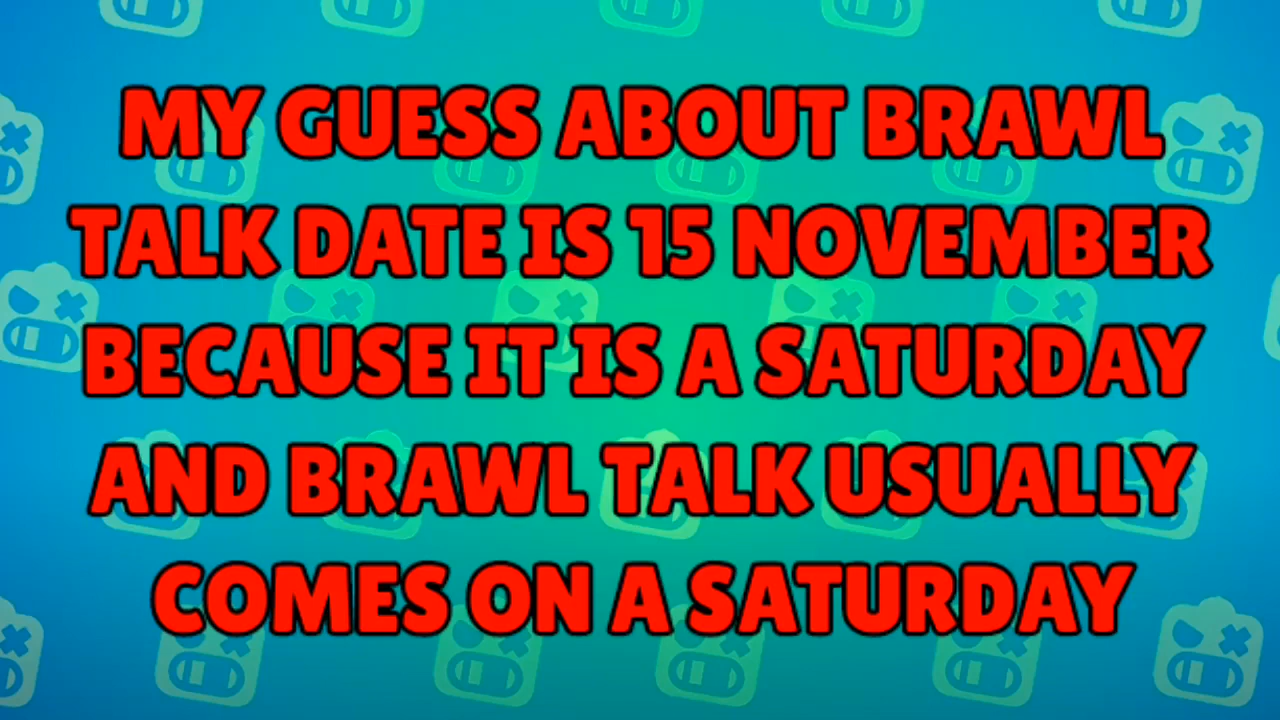 MY GUESS ABOUT BRAWL
TALK DATE IS 15 NOVEMBER
BECAUSE IT IS A SATURDAY
AND BRAWL TALK USUALLY
COMES ON A SATURDAY